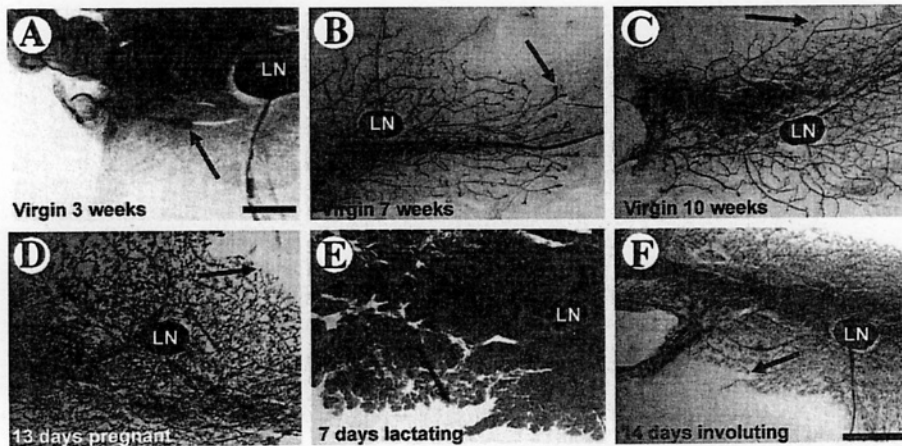 A
LN
Virgin 3 weeks
B
LN
Virgin 7 weeks
C
LN
Virgin 10 weeks
D
LN
13 days pregnant
E
LN
7 days lactating
F
LN
14 days involuting